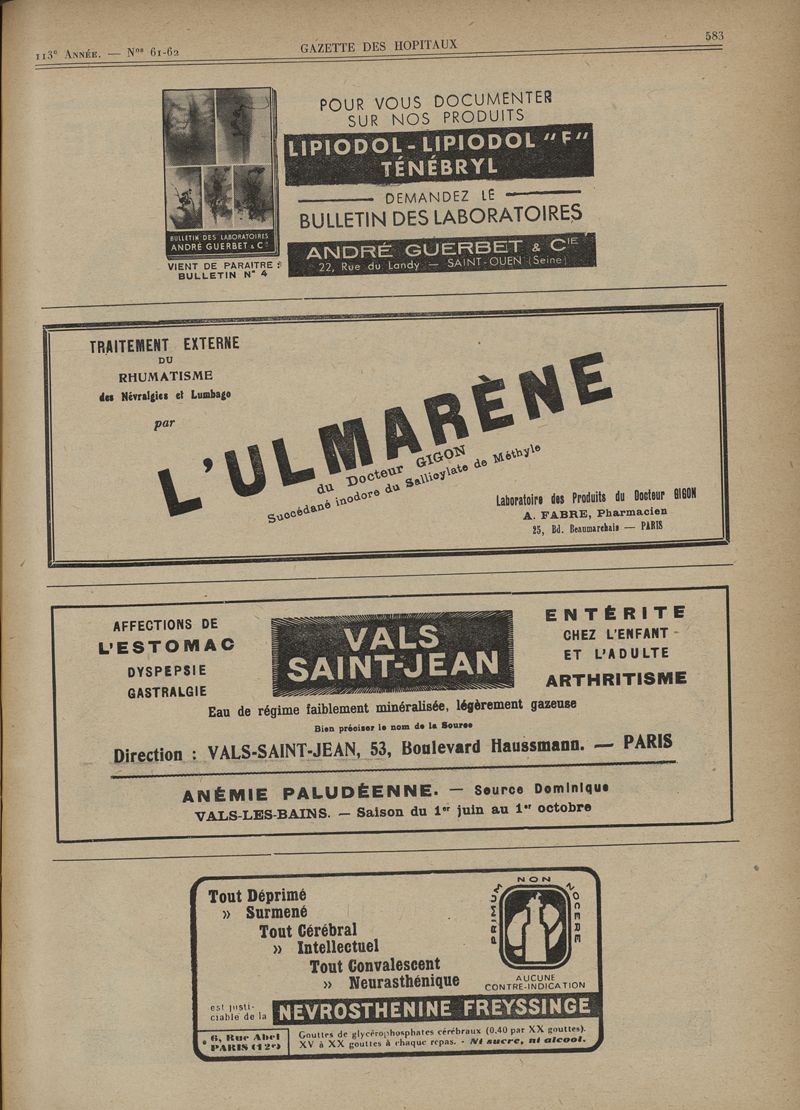 113e ANNÉE. — Nos 61-62
GAZETTE DES HOPITAUX
583
BULLETIN DES LABORATOIRES
ANDRÉ GUERBET & Cie
VIENT DE PARAITRE :
BULLETIN N° 4
POUR VOUS DOCUMENTER
SUR NOS PRODUITS
LIPIODOL - LIPIODOL "F"
TÉNÉBRYL
DEMANDEZ LE
BULLETIN DES LABORATOIRES
ANDRÉ GUERBET & CIE
22, Rue du Landy — SAINT-OUEN (Seine)
TRAITEMENT EXTERNE
DU
RHUMATISME
des Névralgies et Lumbago
par
L'ULMARÈNE
du Docteur GIGON
Succédané inodore du Sallicylate de Méthyle
Laboratoire des Produits du Docteur GIGON
A. FABRE, Pharmacien
25, Bd. Beaumarchais — PARIS
AFFECTIONS DE
L'ESTOMAC
DYSPEPSIE
GASTRALGIE
VALS
SAINT-JEAN
ENTÉRITE
CHEZ L'ENFANT
ET L'ADULTE
ARTHRITISME
Eau de régime faiblement minéralisée, légèrement gazeuse
Bien préciser le nom de la Source
Direction : VALS-SAINT-JEAN, 53, Boulevard Haussmann. — PARIS
ANÉMIE PALUDÉENNE. — Source Dominique
VALS-LES-BAINS. — Saison du 1er juin au 1er octobre
Tout Déprimé
» Surmené
Tout Cérébral
» Intellectuel
Tout Convalescent
» Neurasthénique
PRIMUM NON NOCERE
AUCUNE
CONTRE-INDICATION
est justi-
ciable de la
NEVROSTHENINE FREYSSINGE
6, Rue Abel
PARIS (12e)
Gouttes de glycérophosphates cérébraux (0,40 par XX gouttes).
XV à XX gouttes à chaque repas. - Ni sucre, ni alcool.